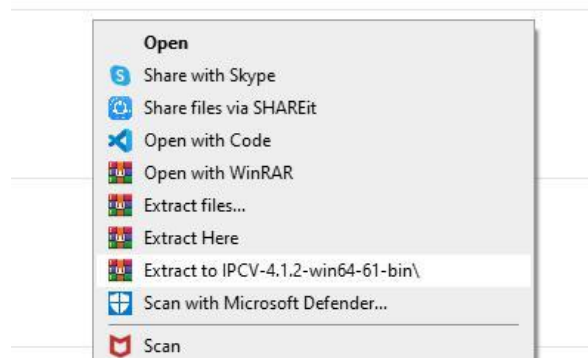 Open
Share with Skype
Share files via SHAREit
Open with Code
Open with WinRAR
Extract files...
Extract Here
Extract to IPCV-4.1.2-win64-61-bin\
Scan with Microsoft Defender...
Scan